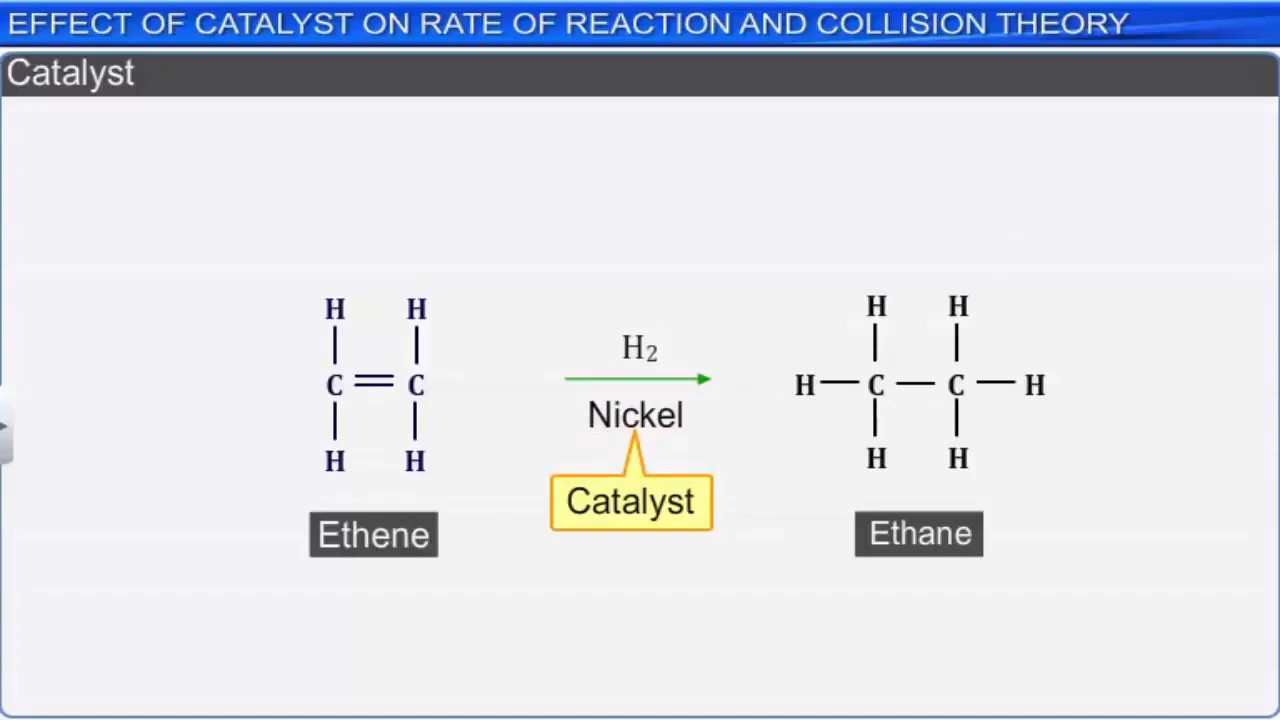 EFFECT OF CATALYST ON RATE OF REACTION AND COLLISION THEORY
Catalyst
H H
C C
H H
Ethene
H₂
Nickel
Catalyst
H H
H C C H
H H
Ethane